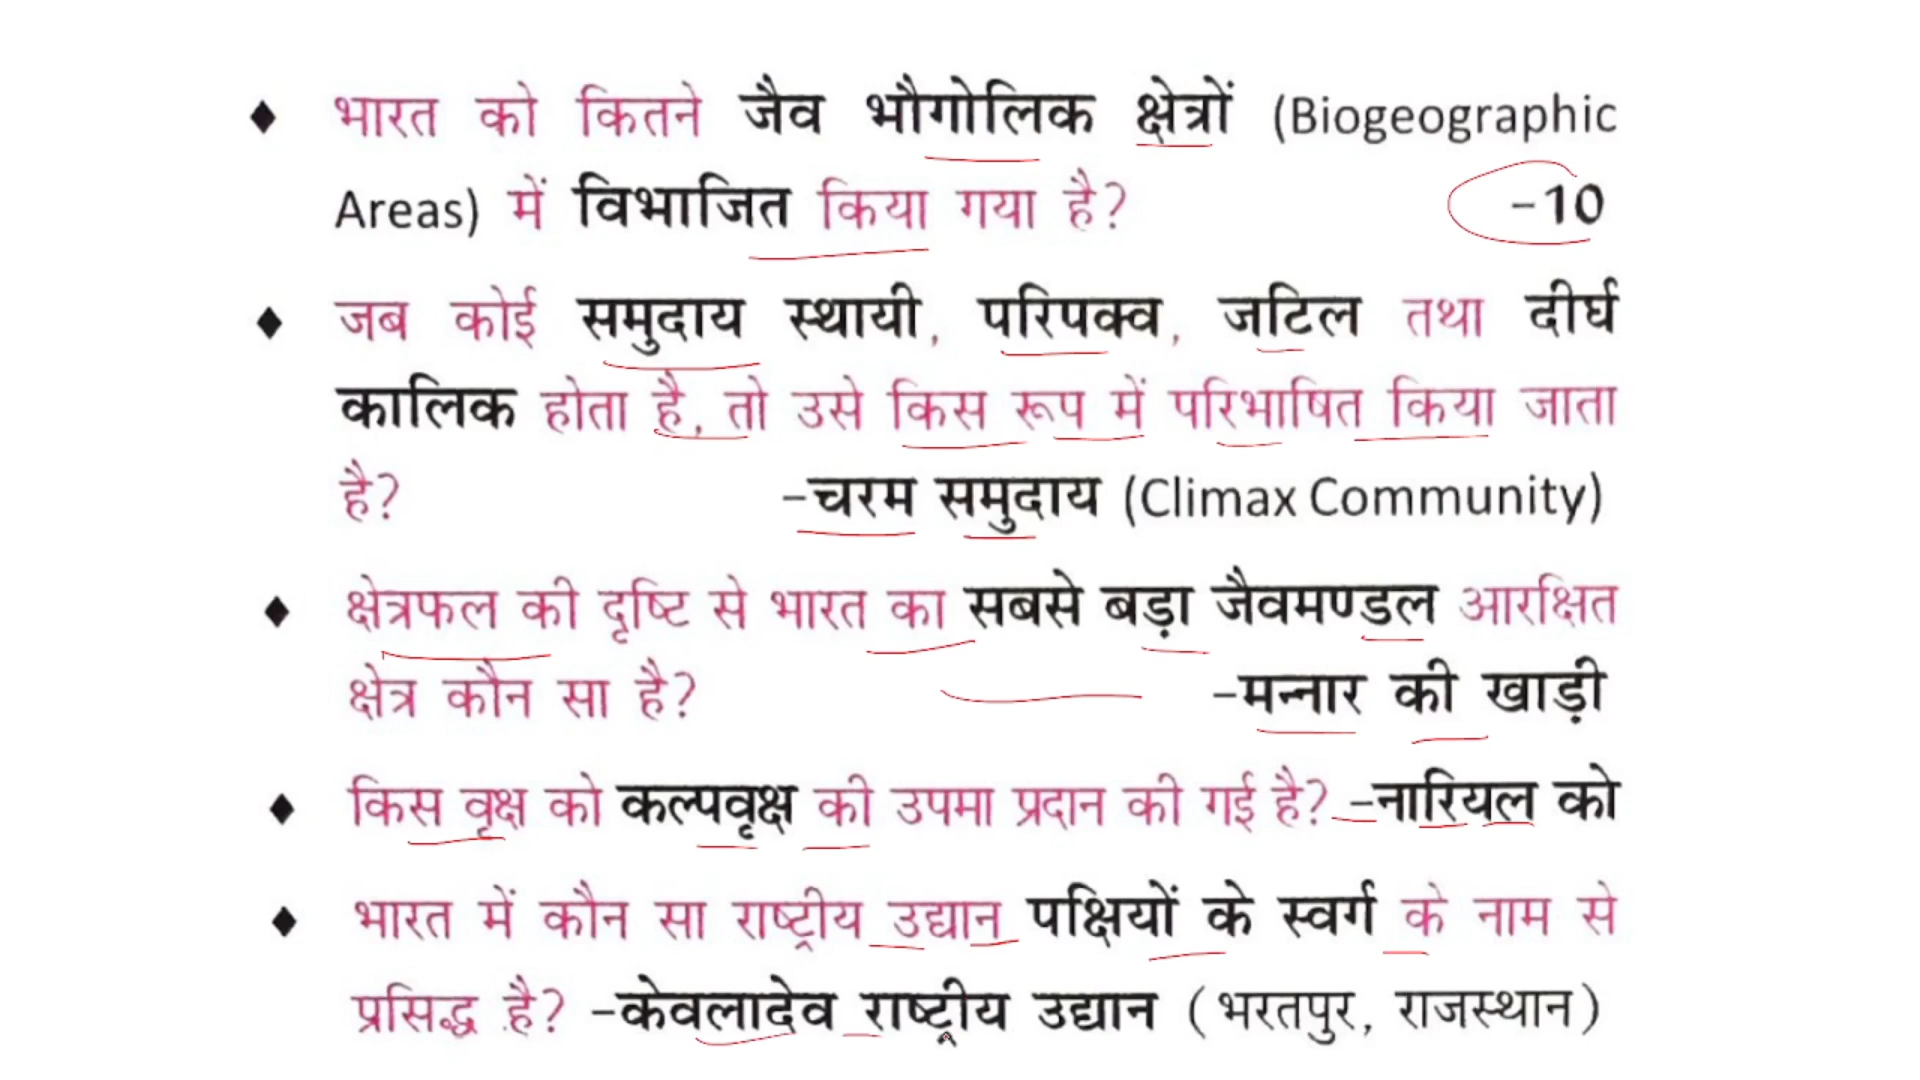 ♦ भारत को कितने जैव भौगोलिक क्षेत्रों (Biogeographic
Areas) में विभाजित किया गया है? -10
♦ जब कोई समुदाय स्थायी, परिपक्व, जटिल तथा दीर्घ
कालिक होता है, तो उसे किस रूप में परिभाषित किया जाता
है? -चरम समुदाय (Climax Community)
♦ क्षेत्रफल की दृष्टि से भारत का सबसे बड़ा जैवमण्डल आरक्षित
क्षेत्र कौन सा है? -मन्नार की खाड़ी
♦ किस वृक्ष को कल्पवृक्ष की उपमा प्रदान की गई है? -नारियल को
♦ भारत में कौन सा राष्ट्रीय उद्यान पक्षियों के स्वर्ग के नाम से
प्रसिद्ध है? -केवलादेव राष्ट्रीय उद्यान (भरतपुर, राजस्थान)